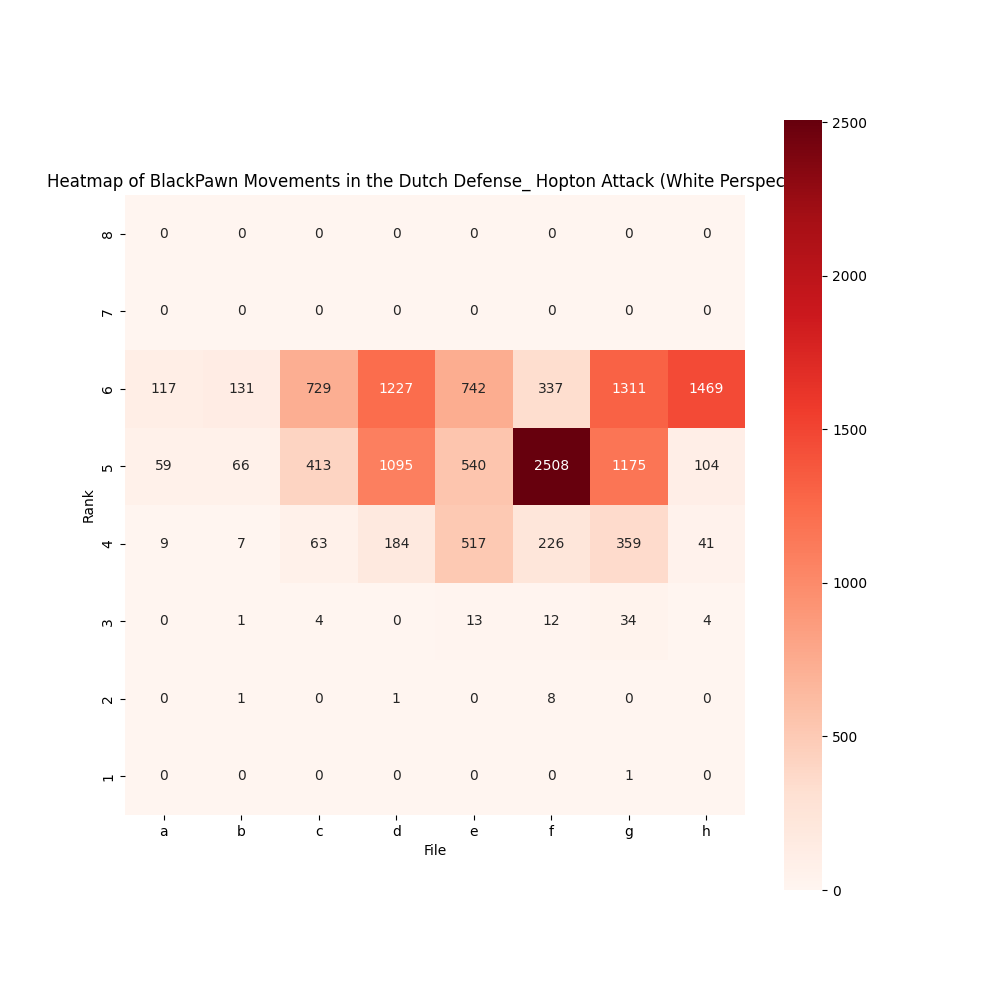 Heatmap of BlackPawn Movements in the Dutch Defense_ Hopton Attack (White Perspec
8 0 0 0 0 0 0 0 0
7 0 0 0 0 0 0 0 0
6 117 131 729 1227 742 337 1311 1469
5 59 66 413 1095 540 2508 1175 104
4 9 7 63 184 517 226 359 41
3 0 1 4 0 13 12 34 4
2 0 1 0 1 0 8 0 0
1 0 0 0 0 0 0 1 0
a b c d e f g h
File
Rank
2500
2000
1500
1000
500
0